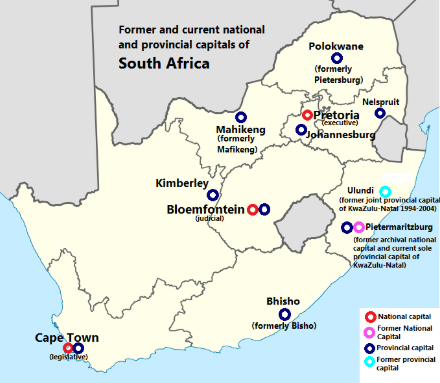 Former and current national
and provincial capitals of
South Africa
Polokwane
(formerly
Pietersburg)
Nelspruit
Pretoria
(executive)
Johannesburg
Mahikeng
(formerly
Mafikeng)
Kimberley
Bloemfontein
(judicial)
Ulundi
(former joint provincial capital
of KwaZulu-Natal 1994-2004)
Pietermaritzburg
(former archival national
capital and current sole
provincial capital of
KwaZulu-Natal)
Bhisho
(formerly Bisho)
Cape Town
(legislative)
National capital
Former National
Capital
Provincial capital
Former provincial
capital